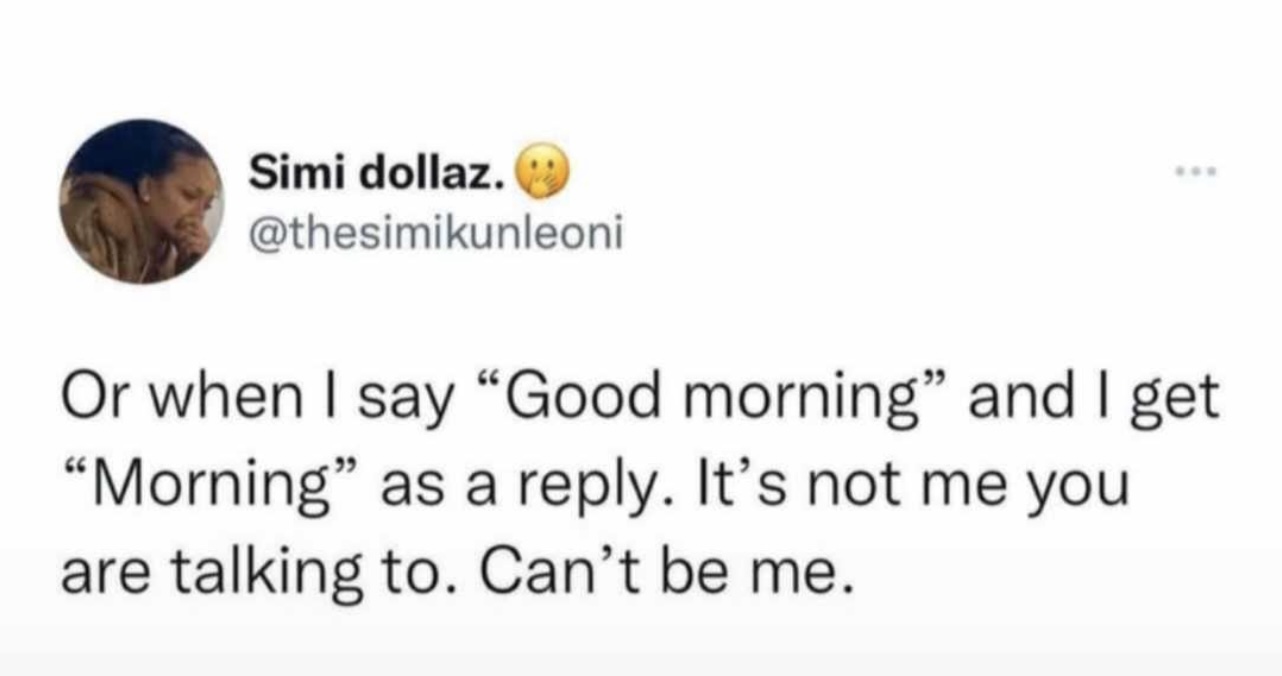 Simi dollaz. 🤫
@thesimikunleoni
Or when I say “Good morning” and I get
“Morning” as a reply. It’s not me you
are talking to. Can’t be me.